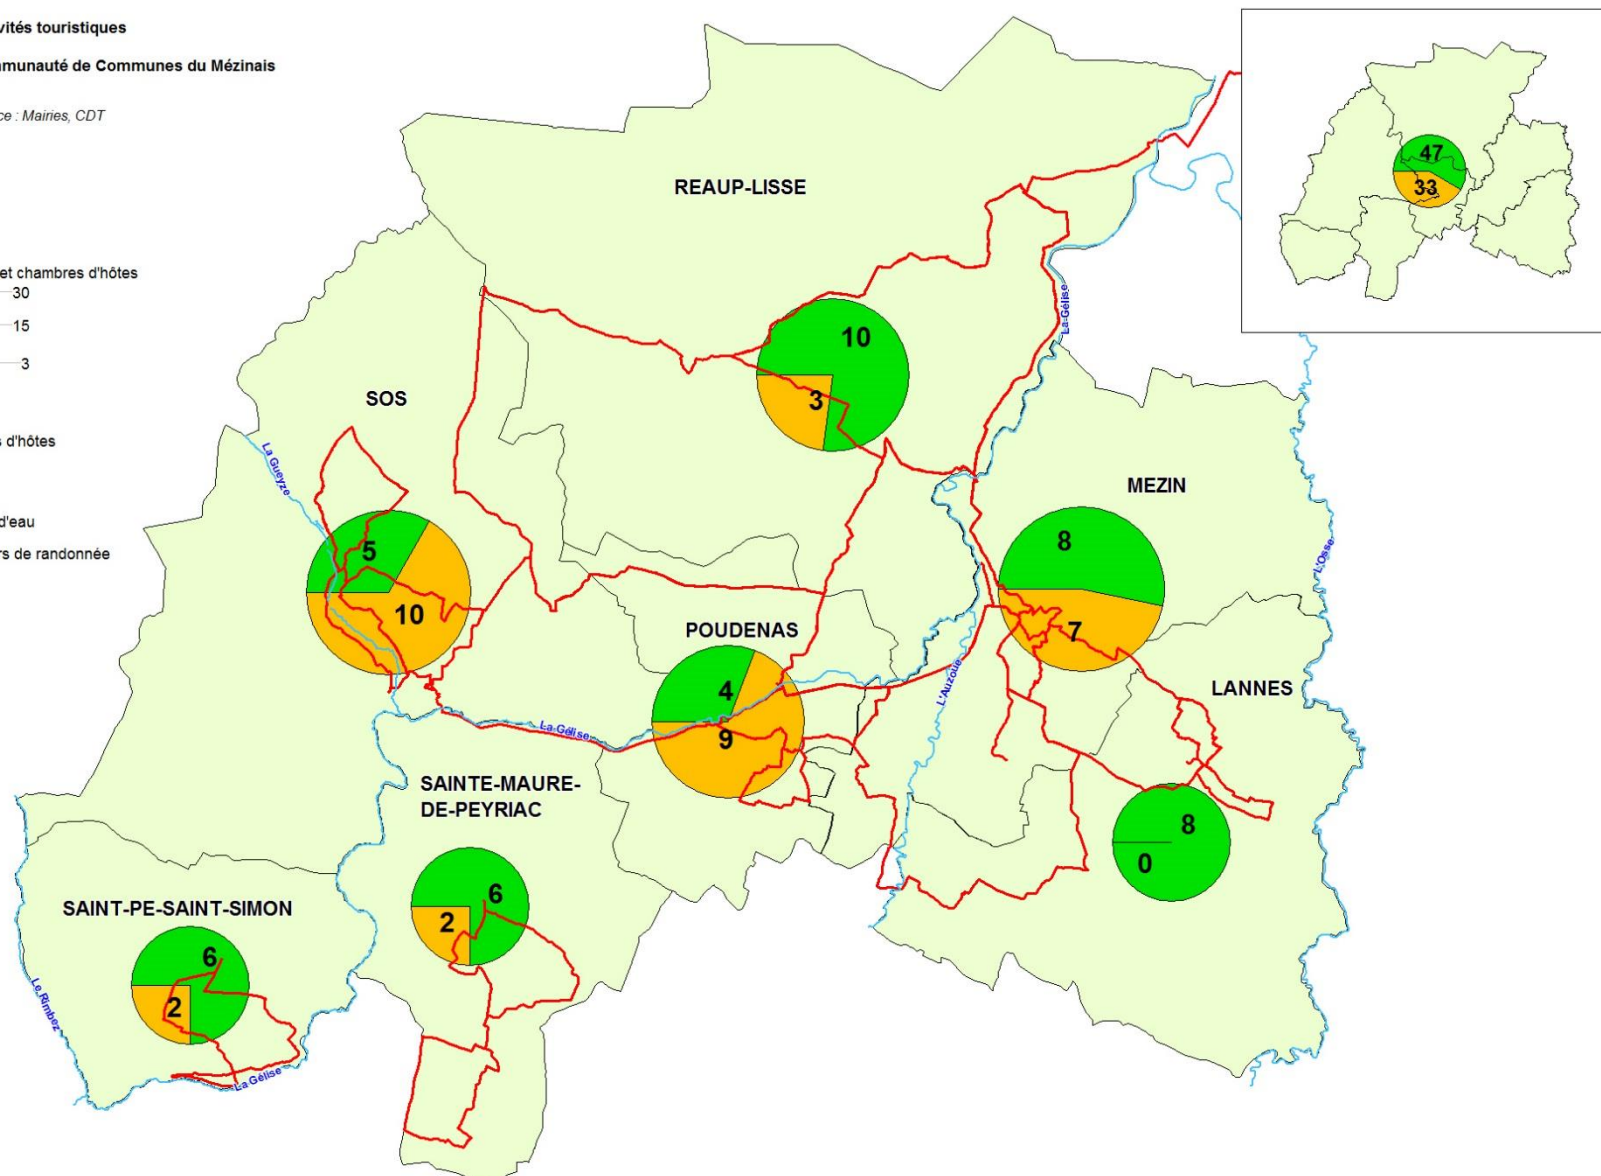 vités touristiques
munauté de Communes du Mézinais
ce : Mairies, CDT
et chambres d'hôtes
30
15
3
s d'hôtes
d'eau
rs de randonnée
47
33
REAUP-LISSE
10
3
La Gélise
SOS
La Gueyze
5
10
MEZIN
8
7
L'Osse
POUDENAS
4
9
L'Auzoue
LANNES
8
0
La Gélise
SAINTE-MAURE-
DE-PEYRIAC
6
2
SAINT-PE-SAINT-SIMON
6
2
Le Rimbez
La Gélise